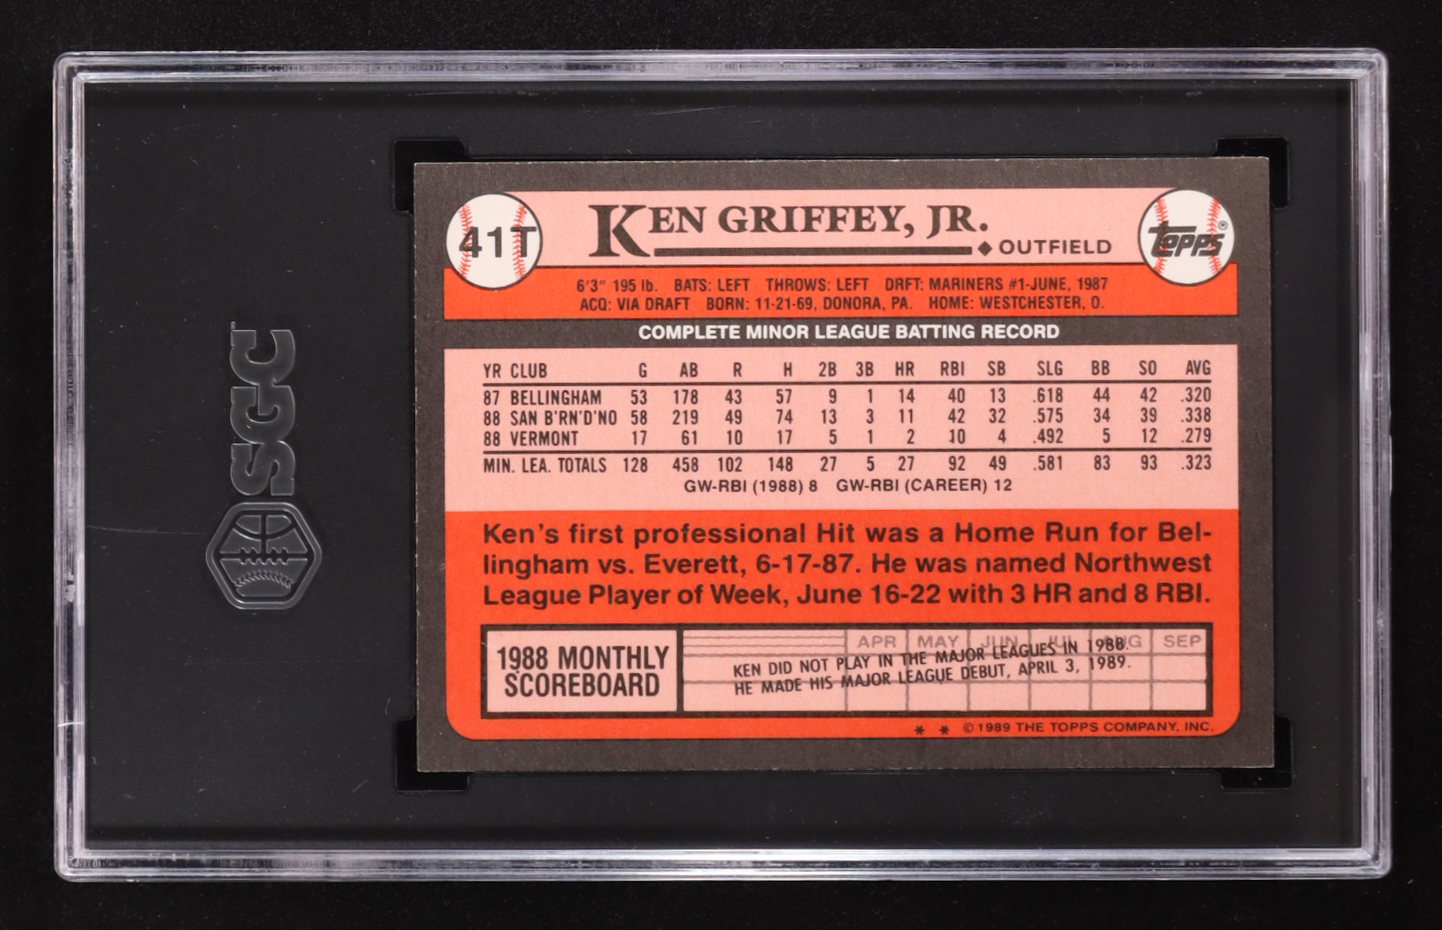 SGC
41T
KEN GRIFFEY, JR.
OUTFIELD
TOPPS®
6'3" 195 lb. BATS: LEFT THROWS: LEFT DRFT: MARINERS #1-JUNE, 1987
ACQ: VIA DRAFT BORN: 11-21-69, DONORA, PA. HOME: WESTCHESTER, O.
COMPLETE MINOR LEAGUE BATTING RECORD
YR CLUB G AB R H 2B 3B HR RBI SB SLG BB SO AVG
87 BELLINGHAM 53 178 43 57 9 1 14 40 13 .618 44 42 .320
88 SAN B'RN'D'NO 58 219 49 74 13 3 11 42 32 .575 34 39 .338
88 VERMONT 17 61 10 17 5 1 2 10 4 .492 5 12 .279
MIN. LEA. TOTALS 128 458 102 148 27 5 27 92 49 .581 83 93 .323
GW-RBI (1988) 8 GW-RBI (CAREER) 12
Ken's first professional Hit was a Home Run for Bel-
lingham vs. Everett, 6-17-87. He was named Northwest
League Player of Week, June 16-22 with 3 HR and 8 RBI.
1988 MONTHLY
SCOREBOARD
APR MAY JUN JUL AUG SEP
KEN DID NOT PLAY IN THE MAJOR LEAGUES IN 1988.
HE MADE HIS MAJOR LEAGUE DEBUT, APRIL 3, 1989.
* * © 1989 THE TOPPS COMPANY, INC.